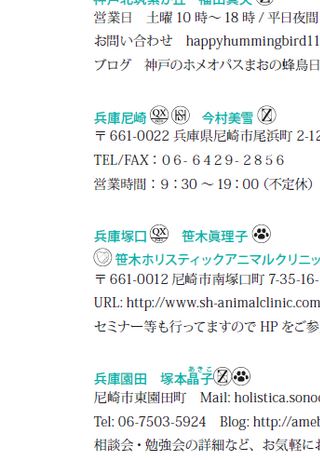 営業日 土曜 10 時〜 18 時 / 平日夜間
お問い合わせ happyhummingbird11
ブログ 神戸のホメオパスまおの蜂鳥日
兵庫尼崎 QX 今村美雪 Z
〒 661-0022 兵庫県尼崎市尾浜町 2-12
TEL/FAX：０６- ６４２９- ２８５６
営業時間：９：30 〜 19：00（不定休）
兵庫塚口 QX 笹木眞理子
笹木ホリスティックアニマルクリニッ
〒 661-0012 尼崎市南塚口町 7-35-16-
URL: http://www.sh-animalclinic.com
セミナー等も行ってますので HP をご参
あきこ
兵庫園田 塚本晶子 Z
尼崎市東園田町 Mail: holistica.sonod
Tel: 06-7503-5924 Blog: http://ameb
相談会・勉強会の詳細など、お気軽にお